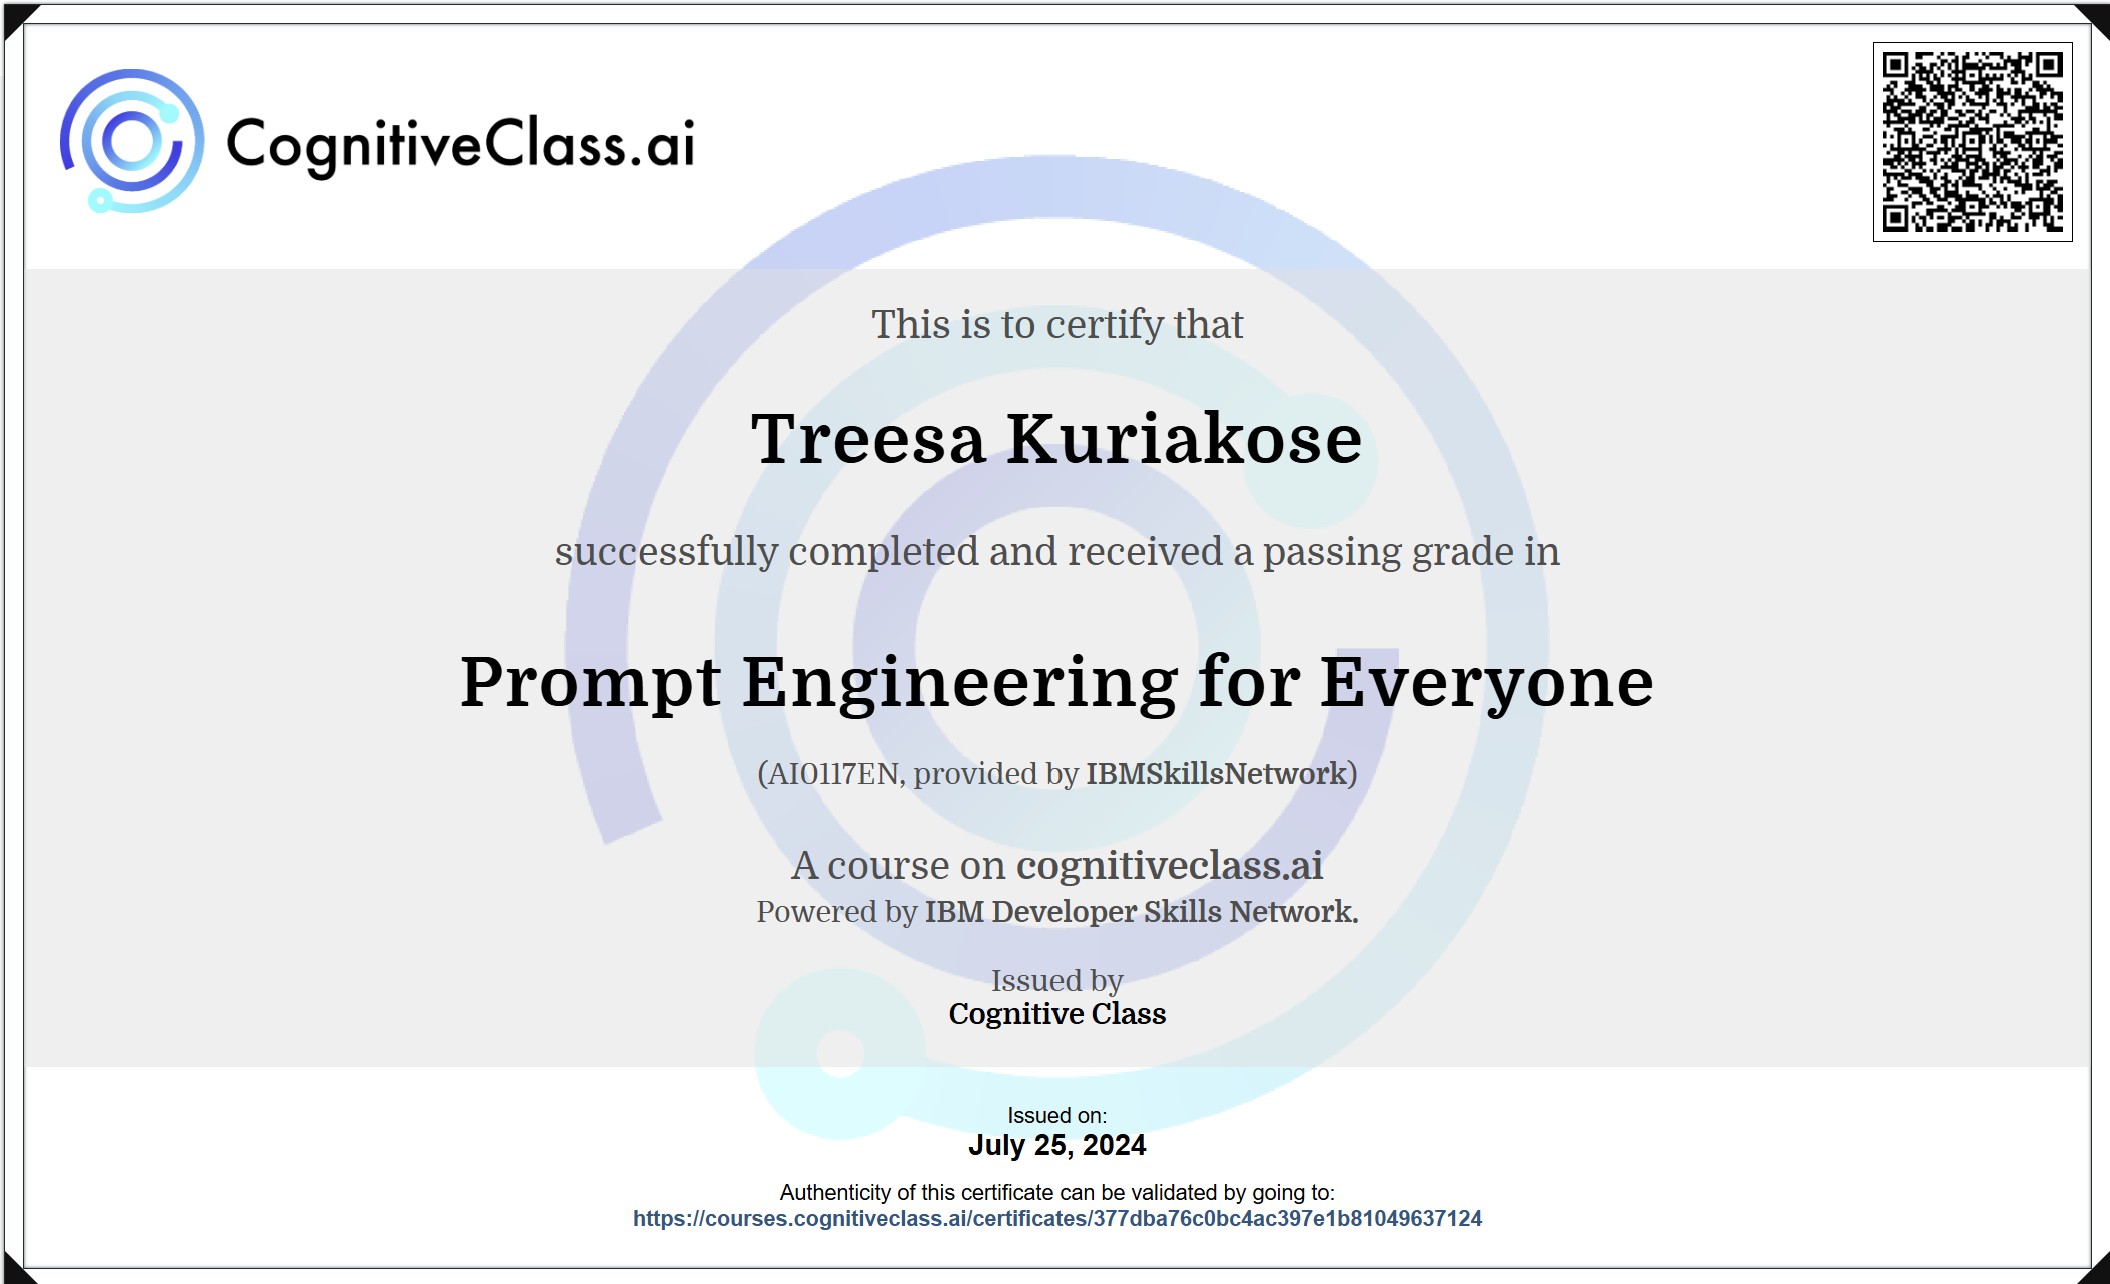 CognitiveClass.ai
This is to certify that
Treesa Kuriakose
successfully completed and received a passing grade in
Prompt Engineering for Everyone
(AI0117EN, provided by IBMSkillsNetwork)
A course on cognitiveclass.ai
Powered by IBM Developer Skills Network.
Issued by
Cognitive Class
Issued on:
July 25, 2024
Authenticity of this certificate can be validated by going to:
https://courses.cognitiveclass.ai/certificates/377dba76c0bc4ac397e1b81049637124